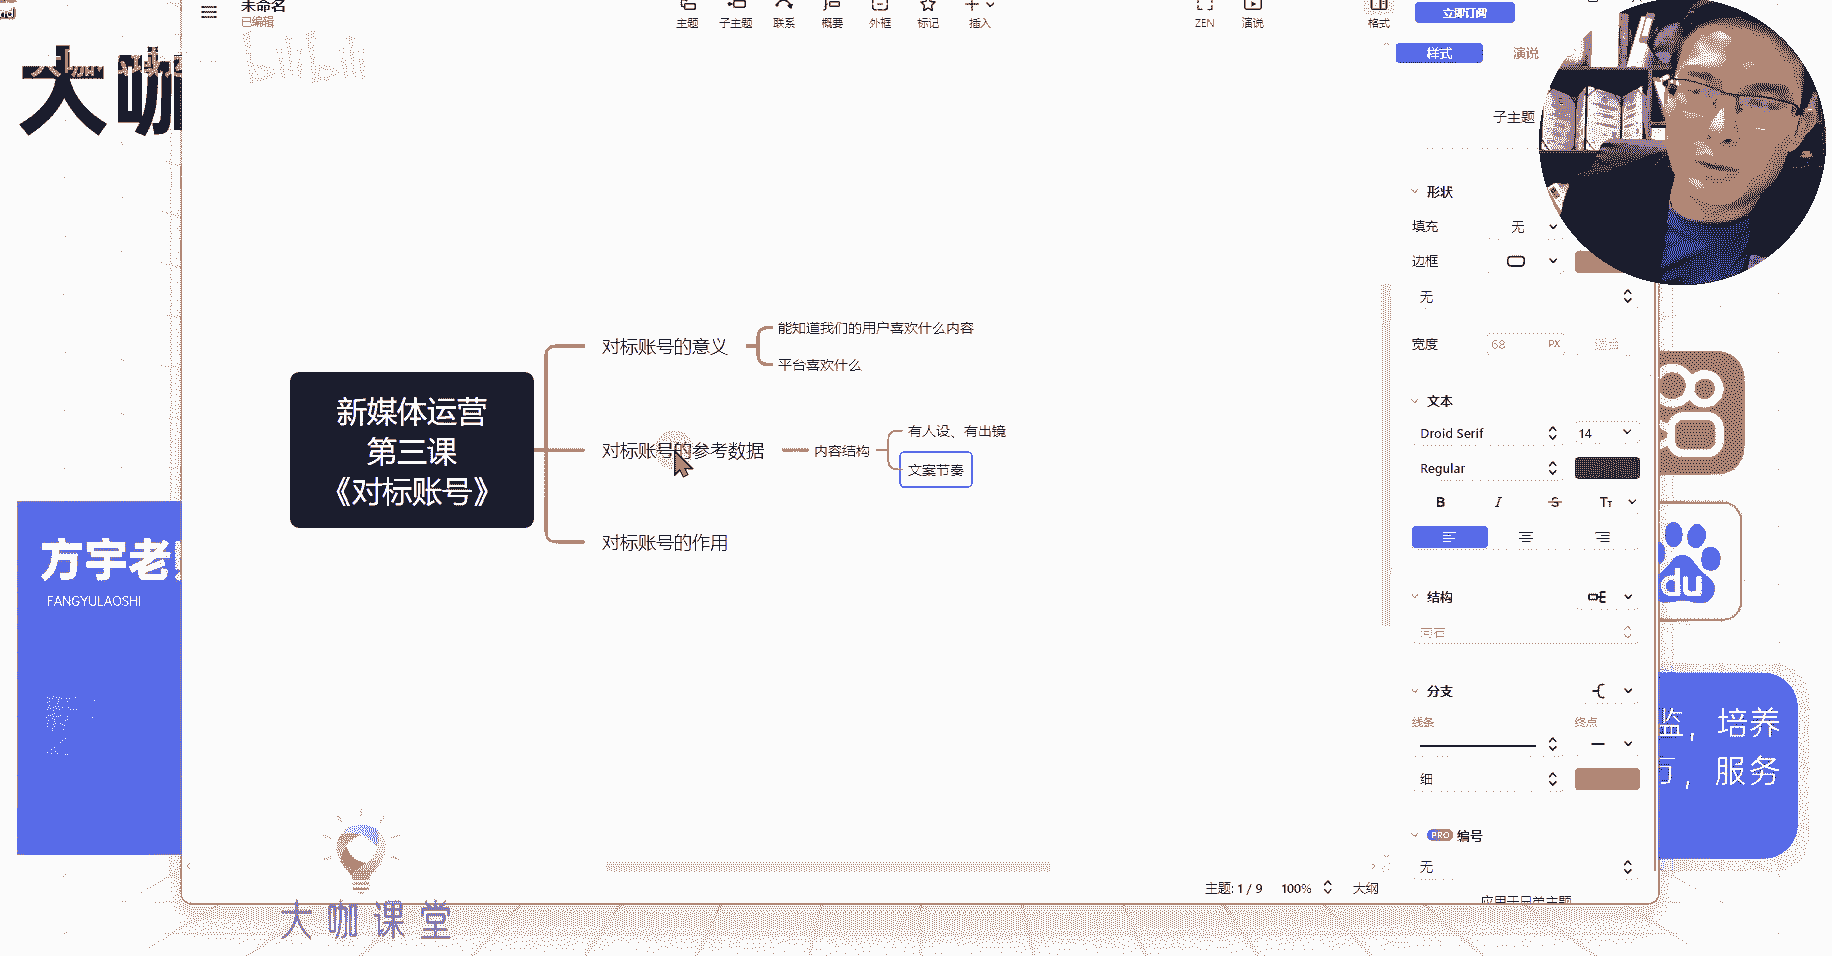 未命名
已编辑
主题
子主题
联系
概要
外框
标记
插入
ZEN
演说
格式
立即订阅
bilibili
大咖
样式
演说
子主题
形状
填充
无
边框
无
宽度
68
PX
文本
Droid Serif
14
Regular
B
I
S
TT
结构
分支
线条
终点
细
PRO 编号
无
新媒体运营
第三课
《对标账号》
对标账号的意义
能知道我们的用户喜欢什么内容
平台喜欢什么
对标账号的参考数据
内容结构
有人设、有出镜
文案节奏
对标账号的作用
方宇老
FANGYULAOSHI
du
监，培养
，服务
主题: 1 / 9
100%
大纲
大咖课堂